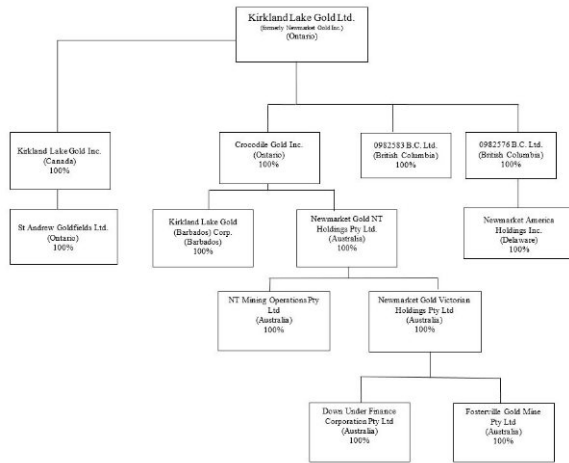 Kirkland Lake Gold Ltd.
(formerly Newmarket Gold Inc.)
(Ontario)
Kirkland Lake Gold Inc.
(Canada)
100%
Crocodile Gold Inc.
(Ontario)
100%
0982583 B.C. Ltd.
(British Columbia)
100%
0982576 B.C. Ltd.
(British Columbia)
100%
St Andrew Goldfields Ltd.
(Ontario)
100%
Kirkland Lake Gold
(Barbados) Corp.
(Barbados)
100%
Newmarket Gold NT
Holdings Pty Ltd.
(Australia)
100%
Newmarket America
Holdings Inc.
(Delaware)
100%
NT Mining Operations Pty
Ltd
(Australia)
100%
Newmarket Gold Victorian
Holdings Pty Ltd
(Australia)
100%
Down Under Finance
Corporation Pty Ltd
(Australia)
100%
Fosterville Gold Mine
Pty Ltd
(Australia)
100%